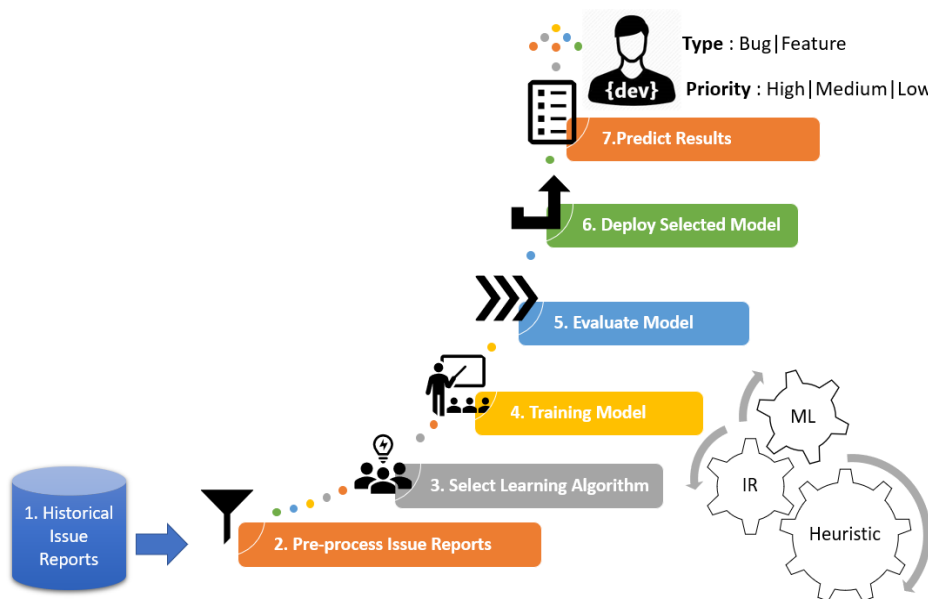 Type : Bug|Feature
{dev}
Priority : High|Medium|Low
7.Predict Results
6. Deploy Selected Model
5. Evaluate Model
4. Training Model
ML
3. Select Learning Algorithm
IR
1. Historical
Issue
Reports
2. Pre-process Issue Reports
Heuristic